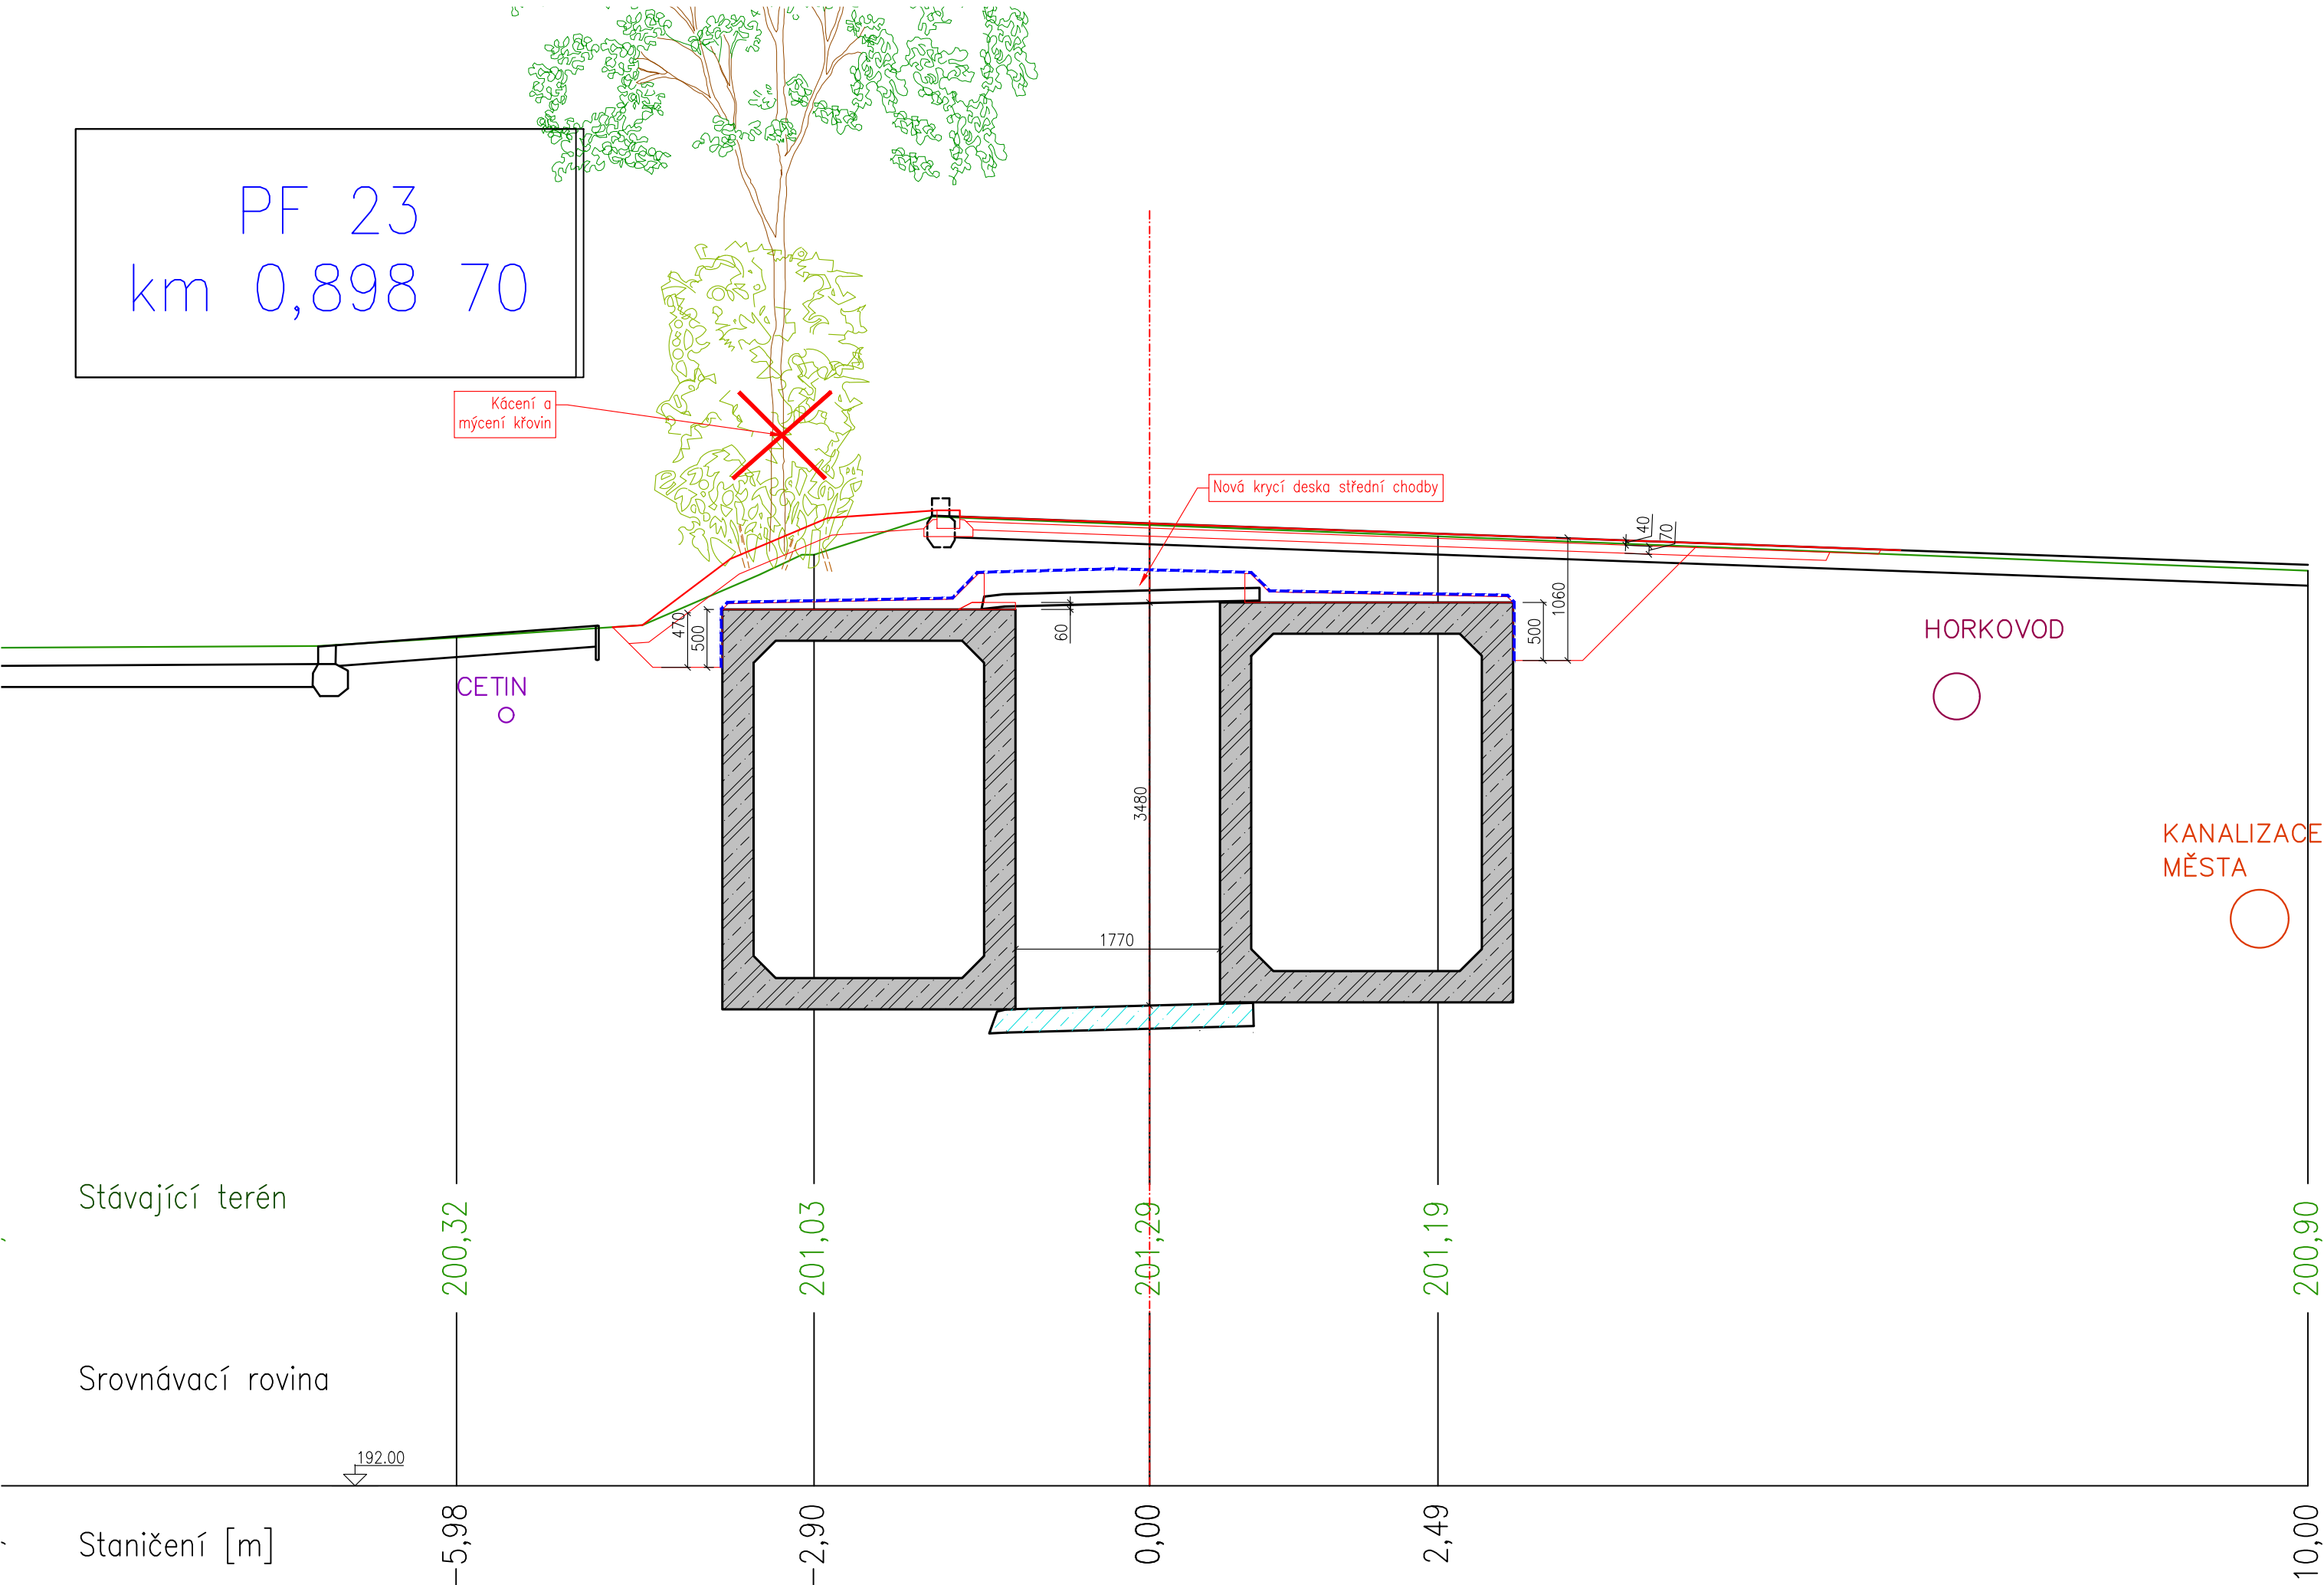 PF 23
km 0,898 70
Kácení a
mýcení křovin
Nová krycí deska střední chodby
40
70
1060
470
500
60
500
HORKOVOD
CETIN
3480
KANALIZACE
MĚSTA
1770
Stávající terén
200,32
201,03
201,29
201,19
200,90
Srovnávací rovina
192.00
Staničení [m]
-5,98
-2,90
0,00
2,49
10,00